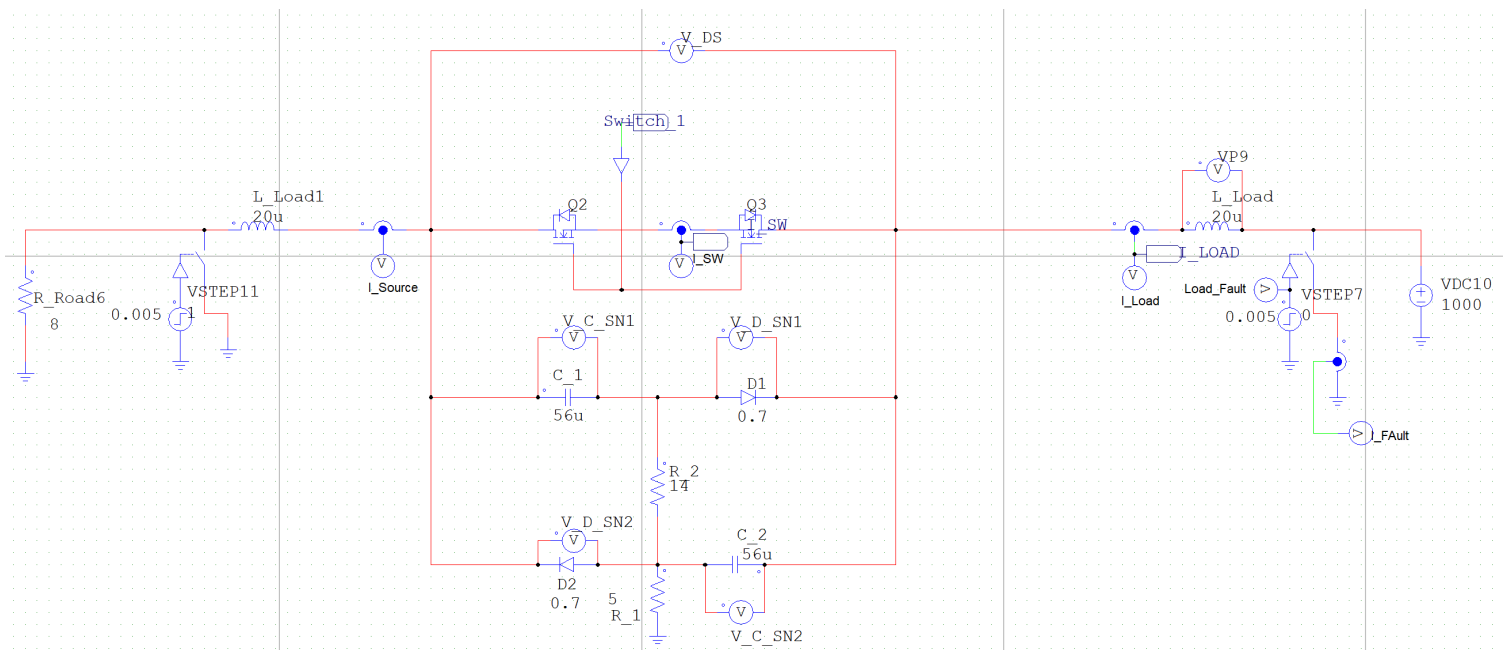 V_DS
V
Switch_1
VP9
V
L_Load1
20u
Q2
Q3
1
SW
L_Load
20u
V
I_Source
V
I_SW
I_LOAD
V
I_Load
Load_Fault
V
R_Road6
8
VSTEP11
0.005
1
VSTEP7
0.005
0
VDC10
1000
V_C_SN1
V
V_D_SN1
V
C_1
56u
D1
0.7
V
I_FAult
R_2
14
V_D_SN2
V
C_2
56u
D2
0.7
5
R_1
V
V_C_SN2